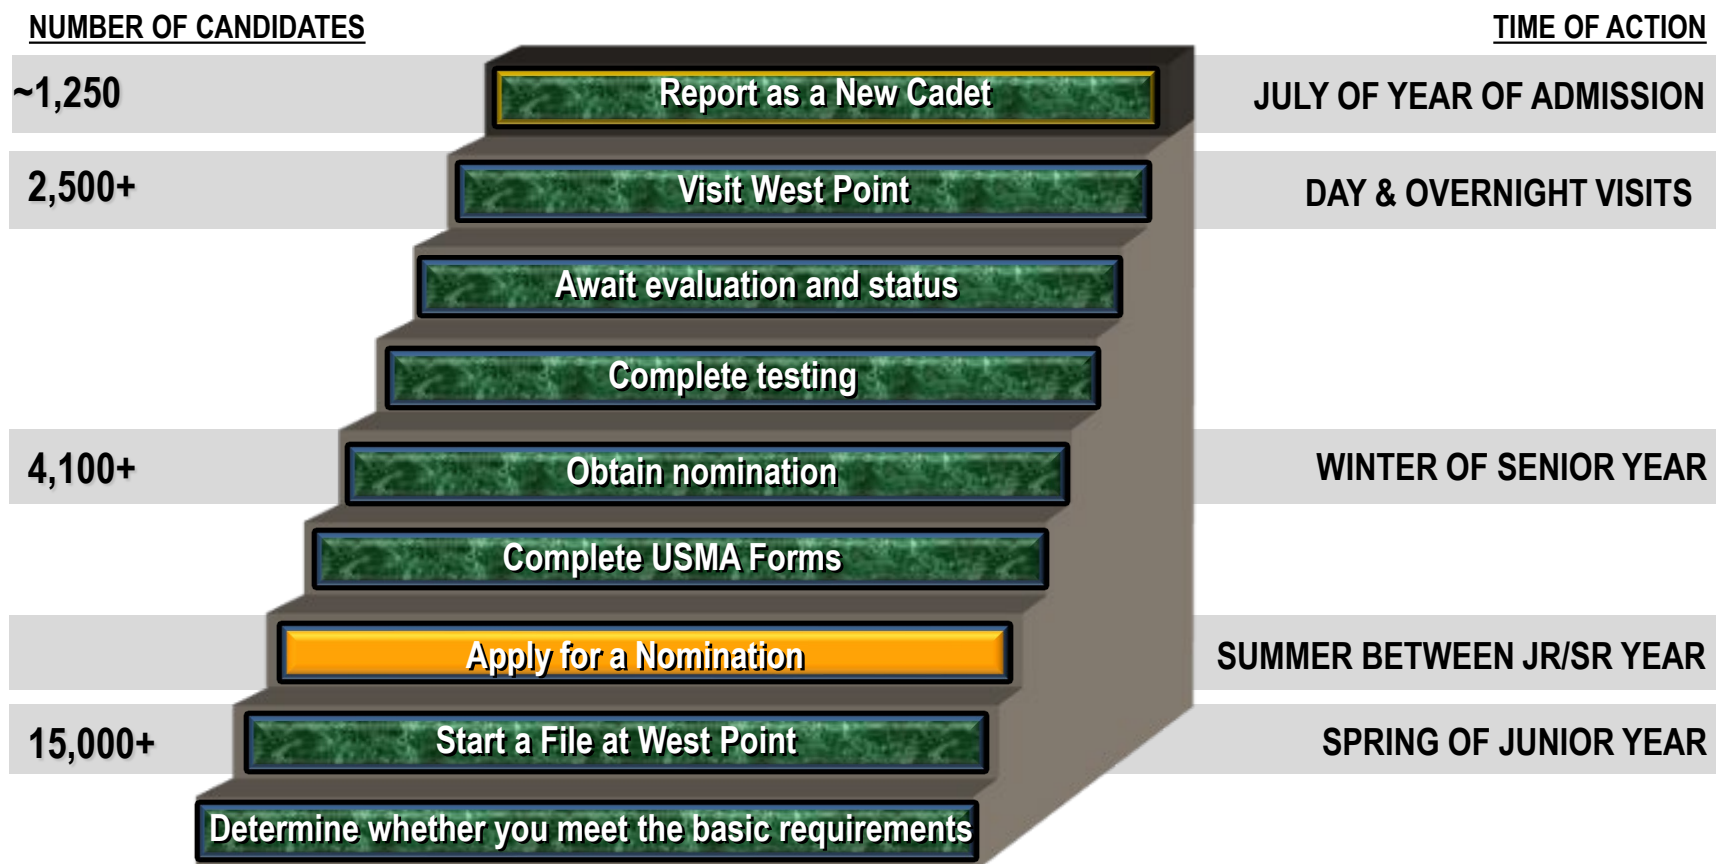 NUMBER OF CANDIDATES
TIME OF ACTION
~1,250
Report as a New Cadet
JULY OF YEAR OF ADMISSION
2,500+
Visit West Point
DAY & OVERNIGHT VISITS
Await evaluation and status
Complete testing
4,100+
Obtain nomination
WINTER OF SENIOR YEAR
Complete USMA Forms
Apply for a Nomination
SUMMER BETWEEN JR/SR YEAR
15,000+
Start a File at West Point
SPRING OF JUNIOR YEAR
Determine whether you meet the basic requirements